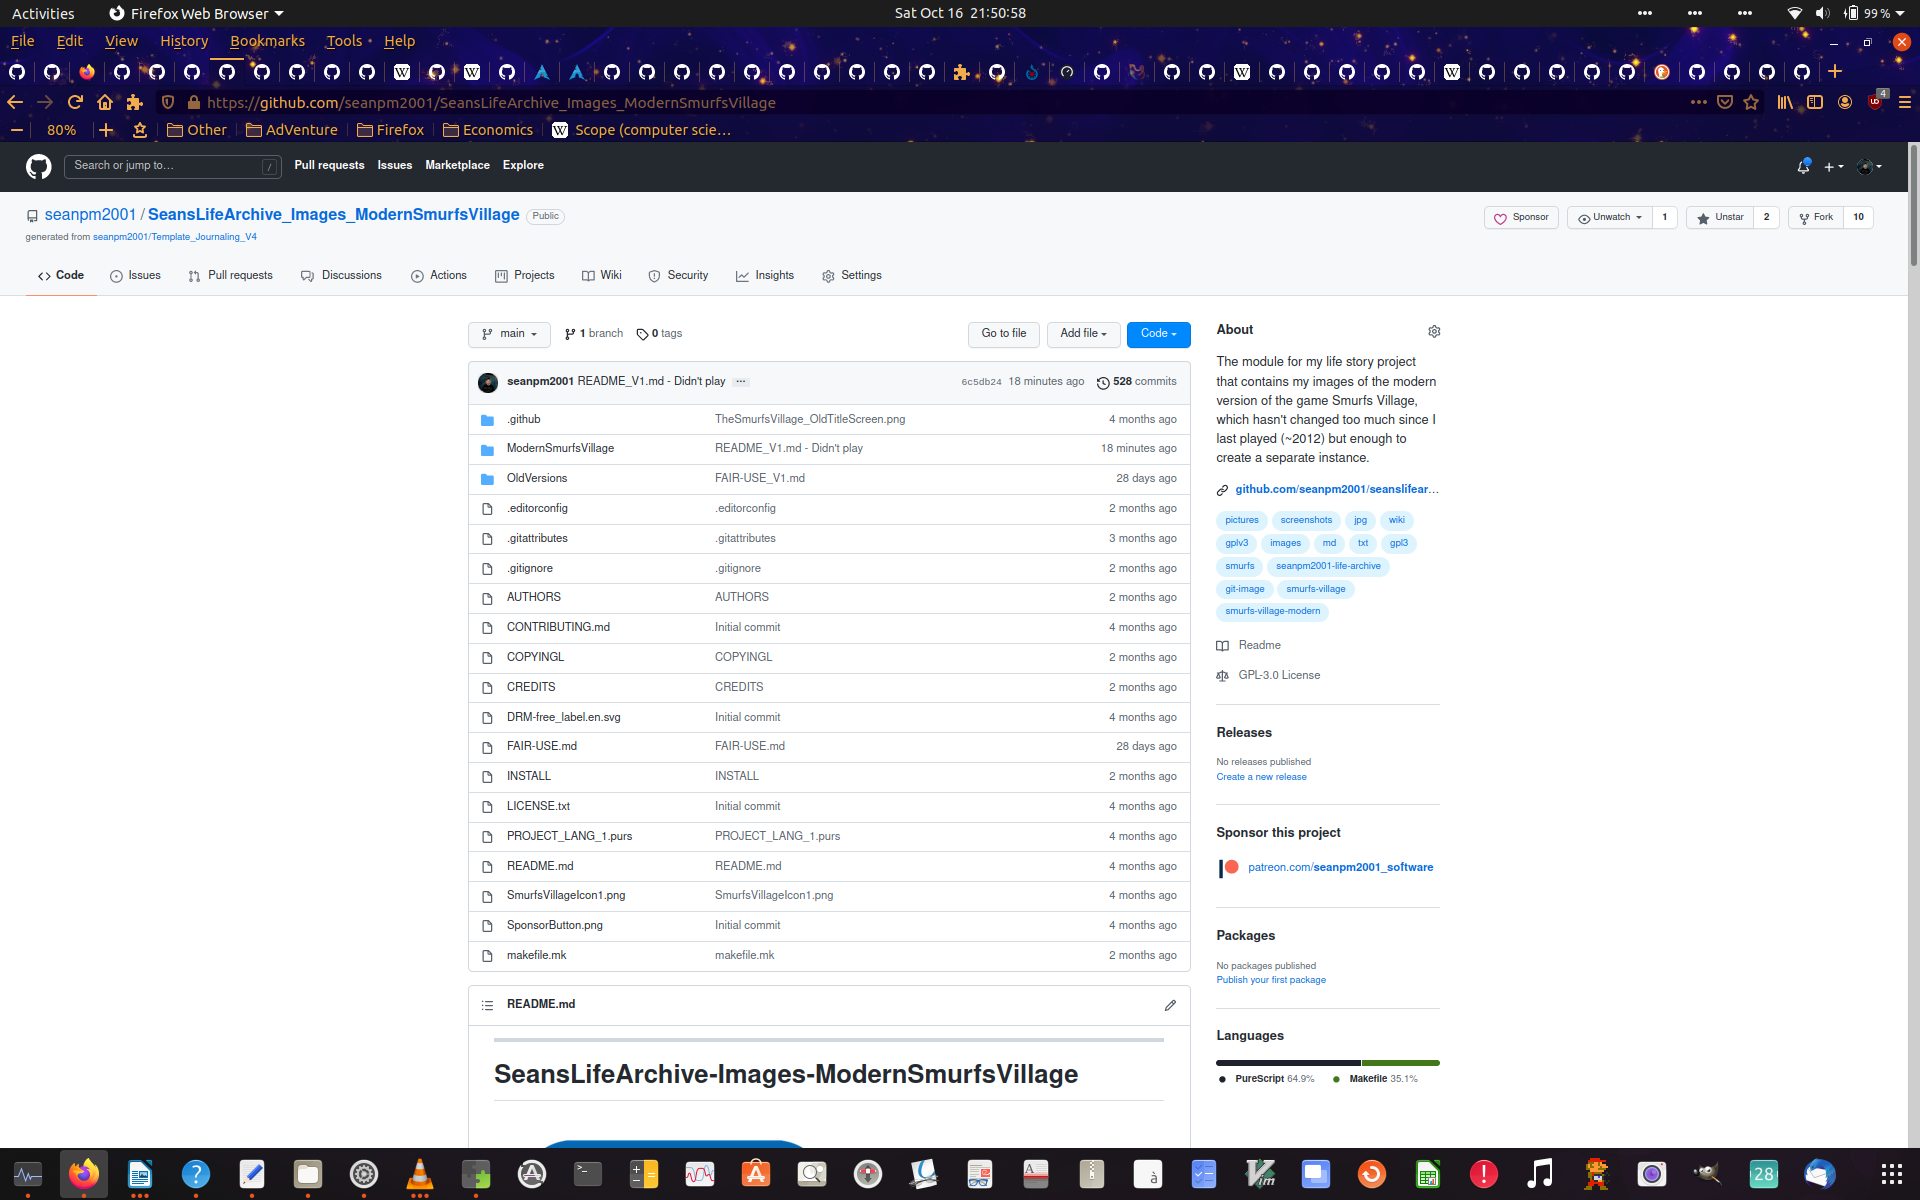 Activities Firefox Web Browser Sat Oct 16 21:50:58 99 %
File Edit View History Bookmarks Tools Help
https://github.com/seanpm2001/SeansLifeArchive_Images_ModernSmurfsVillage 4
80% Other AdVenture Firefox Economics Scope (computer scie…
Search or jump to… / Pull requests Issues Marketplace Explore
seanpm2001 / SeansLifeArchive_Images_ModernSmurfsVillage Public Sponsor Unwatch 1 Unstar 2 Fork 10
generated from seanpm2001/Template_Journaling_V4
Code Issues Pull requests Discussions Actions Projects Wiki Security Insights Settings
main 1 branch 0 tags Go to file Add file Code
seanpm2001 README_V1.md - Didn't play ... 6c5db24 18 minutes ago 528 commits
.github TheSmurfsVillage_OldTitleScreen.png 4 months ago
ModernSmurfsVillage README_V1.md - Didn't play 18 minutes ago
OldVersions FAIR-USE_V1.md 28 days ago
.editorconfig .editorconfig 2 months ago
.gitattributes .gitattributes 3 months ago
.gitignore .gitignore 2 months ago
AUTHORS AUTHORS 2 months ago
CONTRIBUTING.md Initial commit 4 months ago
COPYINGL COPYINGL 2 months ago
CREDITS CREDITS 2 months ago
DRM-free_label.en.svg Initial commit 4 months ago
FAIR-USE.md FAIR-USE.md 28 days ago
INSTALL INSTALL 2 months ago
LICENSE.txt Initial commit 4 months ago
PROJECT_LANG_1.purs PROJECT_LANG_1.purs 4 months ago
README.md README.md 4 months ago
SmurfsVillageIcon1.png SmurfsVillageIcon1.png 4 months ago
SponsorButton.png Initial commit 4 months ago
makefile.mk makefile.mk 2 months ago
README.md
SeansLifeArchive-Images-ModernSmurfsVillage
About
The module for my life story project
that contains my images of the modern
version of the game Smurfs Village,
which hasn't changed too much since I
last played (~2012) but enough to
create a separate instance.
github.com/seanpm2001/seanslifear…
pictures screenshots jpg wiki
gplv3 images md txt gpl3
smurfs seanpm2001-life-archive
git-image smurfs-village
smurfs-village-modern
Readme
GPL-3.0 License
Releases
No releases published
Create a new release
Sponsor this project
patreon.com/seanpm2001_software
Packages
No packages published
Publish your first package
Languages
PureScript 64.9% Makefile 35.1%
28